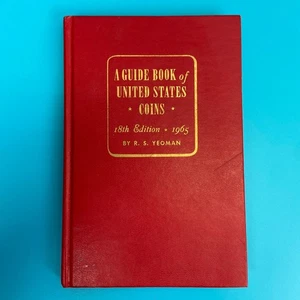 A GUIDE BOOK of
UNITED STATES
• COINS •
18th Edition • 1965
BY R. S. YEOMAN